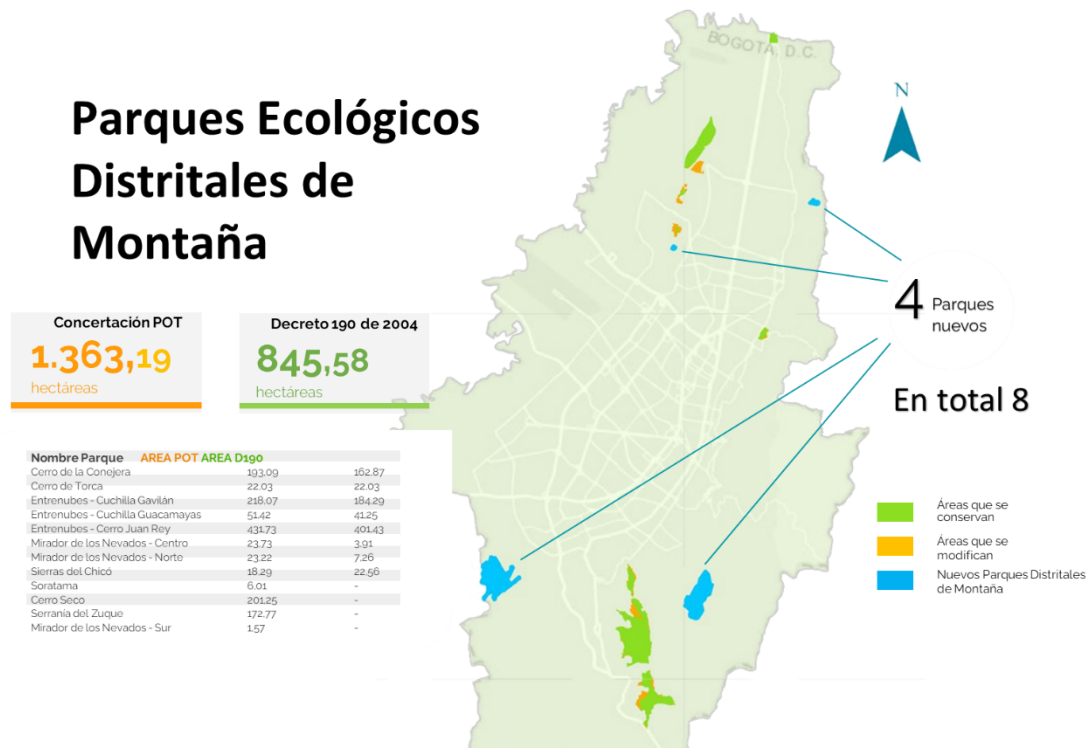 BOGOTÁ, D.C.
N
Parques Ecológicos
Distritales de
Montaña
Concertación POT
1.363,19
hectáreas
Decreto 190 de 2004
845,58
hectáreas
4 Parques
nuevos
En total 8
Nombre Parque AREA POT AREA D190
Cerro de la Conejera 193.09 162.87
Cerro de Torca 22.03 22.03
Entrenubes - Cuchilla Gavilán 218.07 184.29
Entrenubes - Cuchilla Guacamayas 51.42 41.25
Entrenubes - Cerro Juan Rey 431.73 401.43
Mirador de los Nevados - Centro 23.73 3.91
Mirador de los Nevados - Norte 23.22 7.26
Sierras del Chicó 18.29 22.56
Soratama 6.01 -
Cerro Seco 201.25 -
Serranía del Zuque 172.77 -
Mirador de los Nevados - Sur 1.57 -
Áreas que se
conservan
Áreas que se
modifican
Nuevos Parques Distritales
de Montaña